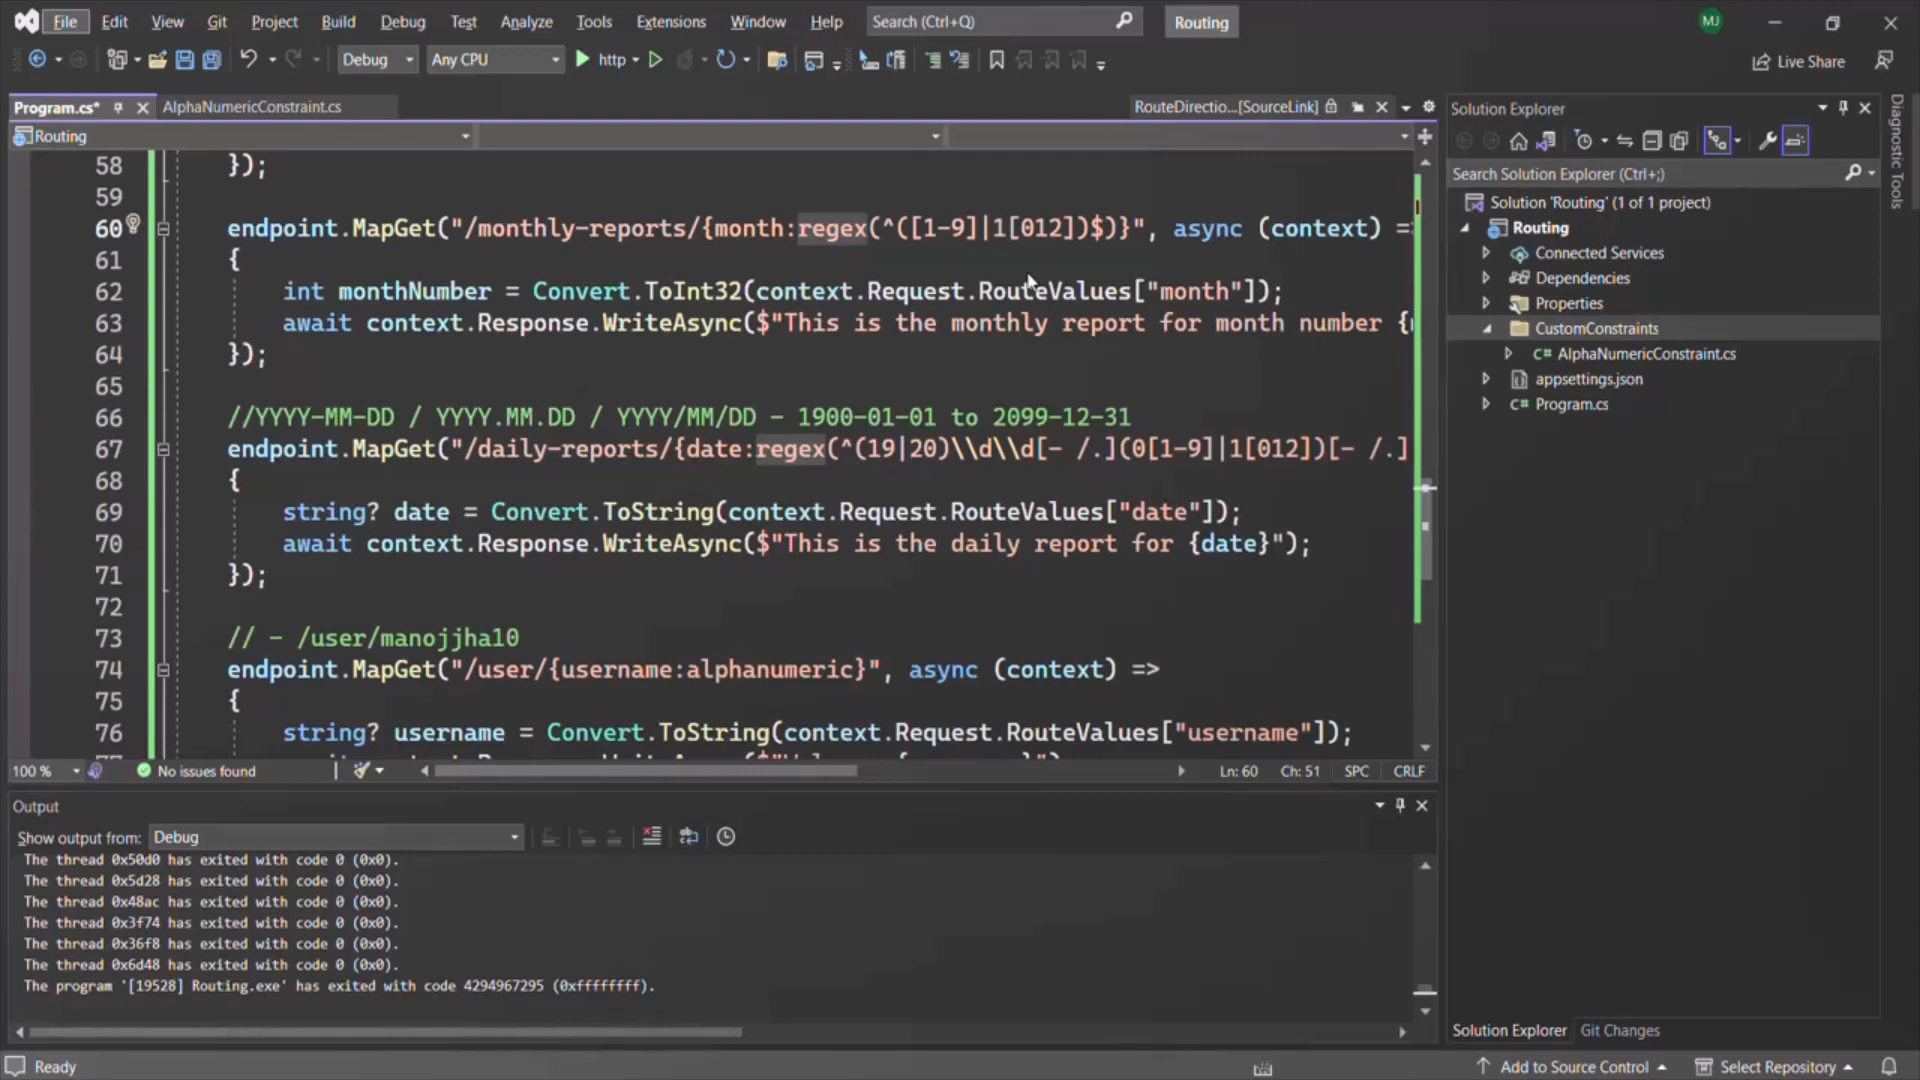 File Edit View Git Project Build Debug Test Analyze Tools Extensions Window Help Search (Ctrl+Q) Routing MJ
Debug Any CPU http Live Share
Program.cs* AlphaNumericConstraint.cs RouteDirectio...[SourceLink]
Routing
58 });
59
60 endpoint.MapGet("/monthly-reports/{month:regex(^([1-9]|1[012])$)}", async (context) =
61 {
62 int monthNumber = Convert.ToInt32(context.Request.RouteValues["month"]);
63 await context.Response.WriteAsync($"This is the monthly report for month number {
64 });
65
66 //YYYY-MM-DD / YYYY.MM.DD / YYYY/MM/DD - 1900-01-01 to 2099-12-31
67 endpoint.MapGet("/daily-reports/{date:regex(^(19|20)\\d\\d[- /.](0[1-9]|1[012])[- /.]
68 {
69 string? date = Convert.ToString(context.Request.RouteValues["date"]);
70 await context.Response.WriteAsync($"This is the daily report for {date}");
71 });
72
73 // - /user/manojjha10
74 endpoint.MapGet("/user/{username:alphanumeric}", async (context) =>
75 {
76 string? username = Convert.ToString(context.Request.RouteValues["username"]);
100 % No issues found Ln: 60 Ch: 51 SPC CRLF
Output
Show output from: Debug
The thread 0x50d0 has exited with code 0 (0x0).
The thread 0x5d28 has exited with code 0 (0x0).
The thread 0x48ac has exited with code 0 (0x0).
The thread 0x3f74 has exited with code 0 (0x0).
The thread 0x36f8 has exited with code 0 (0x0).
The thread 0x6d48 has exited with code 0 (0x0).
The program '[19528] Routing.exe' has exited with code 4294967295 (0xffffffff).
Solution Explorer
Search Solution Explorer (Ctrl+;)
Solution 'Routing' (1 of 1 project)
Routing
Connected Services
Dependencies
Properties
CustomConstraints
C# AlphaNumericConstraint.cs
appsettings.json
C# Program.cs
Solution Explorer Git Changes
Diagnostic Tools
Ready Add to Source Control Select Repository